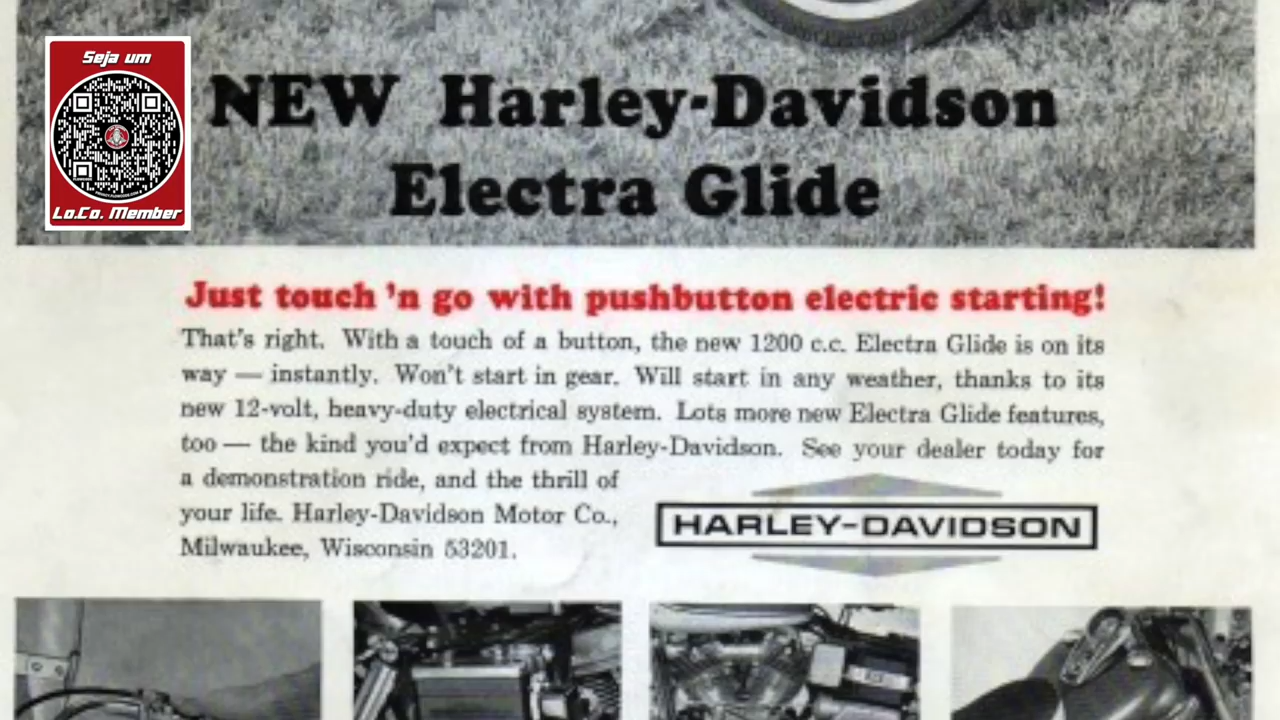 Seja um
Lo.Co. Member
NEW Harley-Davidson
Electra Glide
Just touch 'n go with pushbutton electric starting!
That's right. With a touch of a button, the new 1200 c.c. Electra Glide is on its
way — instantly. Won't start in gear. Will start in any weather, thanks to its
new 12-volt, heavy-duty electrical system. Lots more new Electra Glide features,
too — the kind you'd expect from Harley-Davidson. See your dealer today for
a demonstration ride, and the thrill of
your life. Harley-Davidson Motor Co.,
Milwaukee, Wisconsin 53201.
HARLEY-DAVIDSON